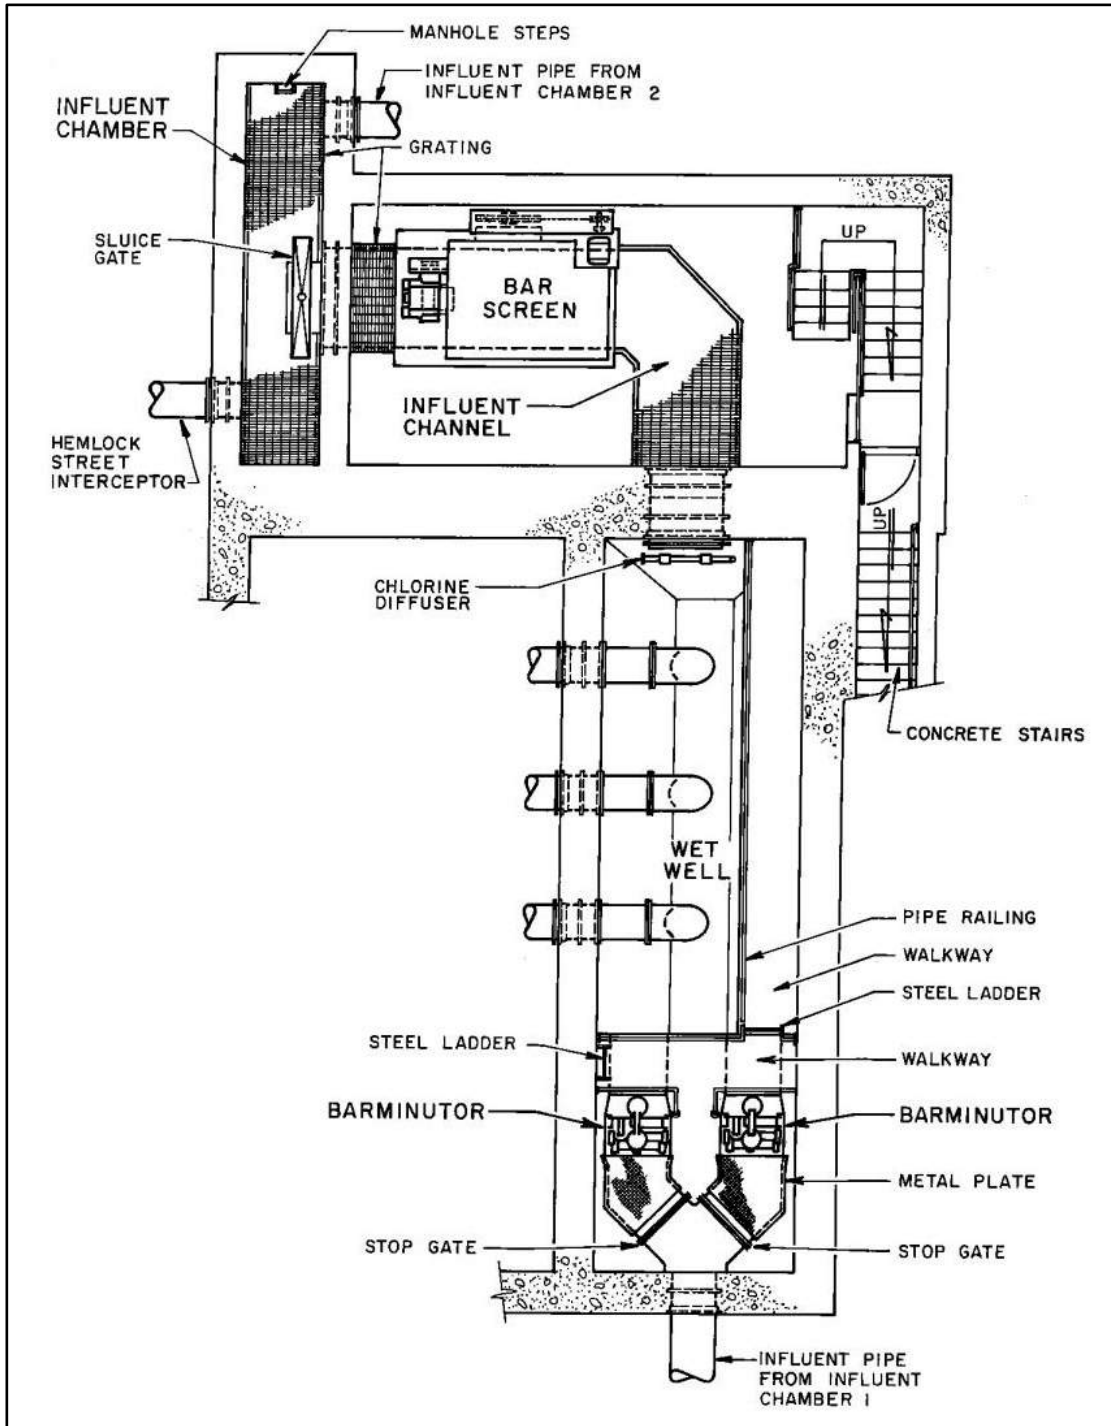 MANHOLE STEPS
INFLUENT PIPE FROM
INFLUENT CHAMBER 2
INFLUENT
CHAMBER
GRATING
SLUICE
GATE
UP
BAR
SCREEN
INFLUENT
CHANNEL
HEMLOCK
STREET
INTERCEPTOR
UP
CHLORINE
DIFFUSER
CONCRETE STAIRS
WET
WELL
PIPE RAILING
WALKWAY
STEEL LADDER
STEEL LADDER
WALKWAY
BARMINUTOR
BARMINUTOR
METAL PLATE
STOP GATE
STOP GATE
INFLUENT PIPE
FROM INFLUENT
CHAMBER 1